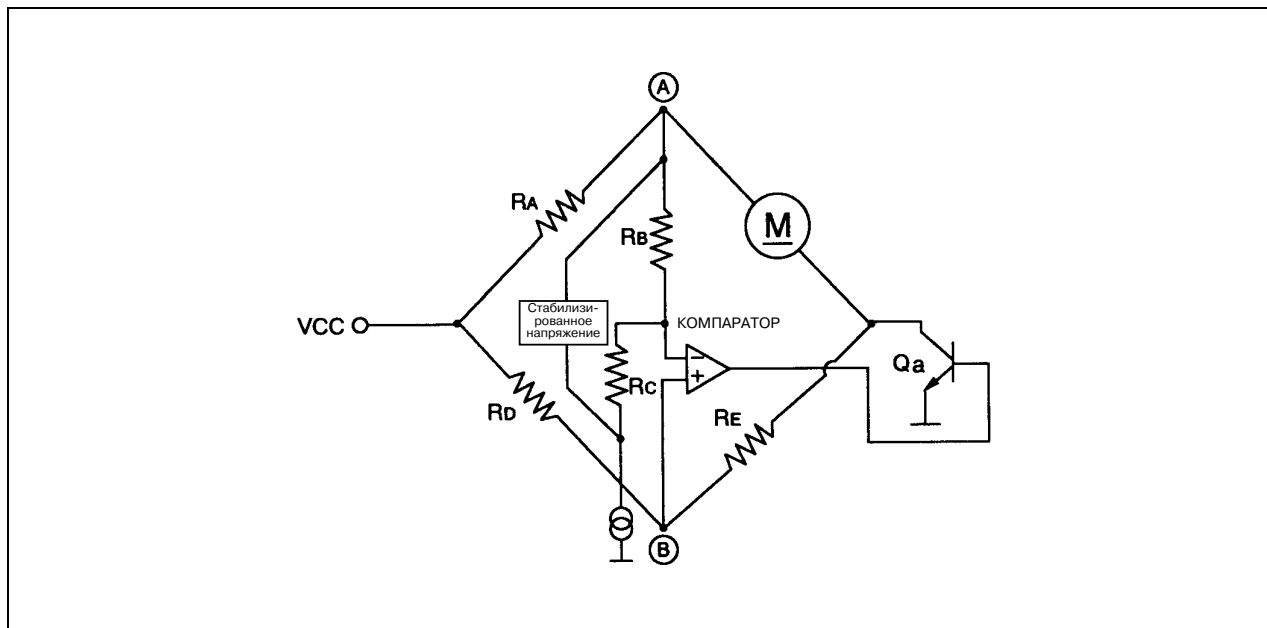 A
RA
RB
M
VCC
Стабилизи-
рованное
напряжение
КОМПАРАТОР
−
+
Qa
RC
RD
RE
B